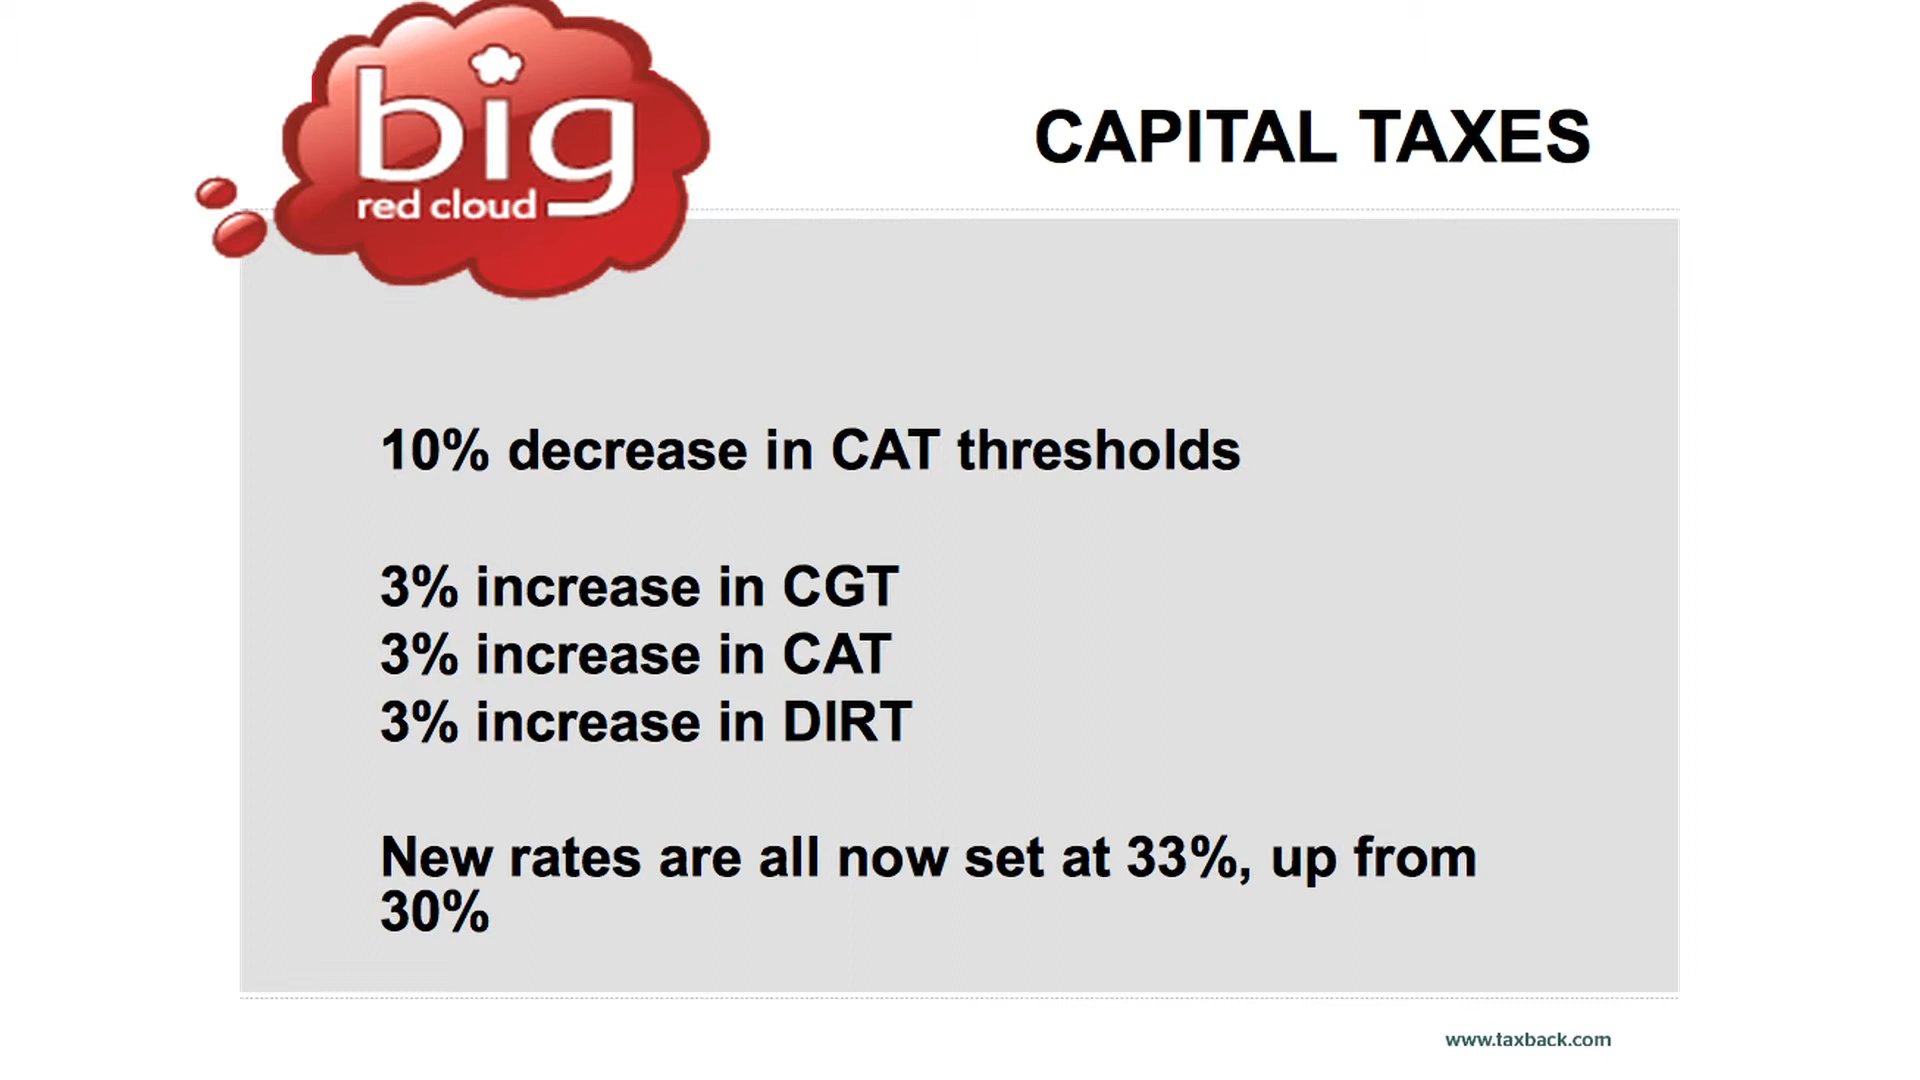 big
red cloud
CAPITAL TAXES
10% decrease in CAT thresholds
3% increase in CGT
3% increase in CAT
3% increase in DIRT
New rates are all now set at 33%, up from
30%
www.taxback.com